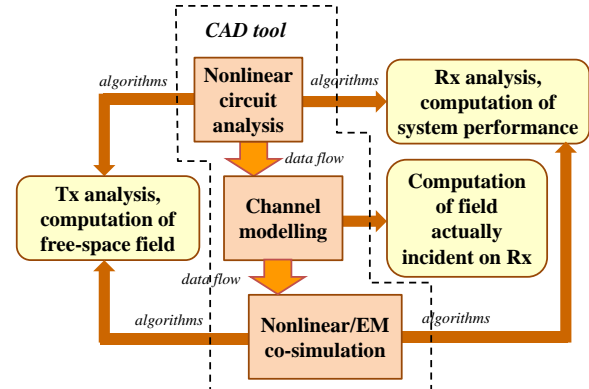 CAD tool
algorithms
Nonlinear
circuit
analysis
algorithms
Rx analysis,
computation of
system performance
data flow
Tx analysis,
computation of
free-space field
Channel
modelling
Computation
of field
actually
incident on Rx
data flow
algorithms
Nonlinear/EM
co-simulation
algorithms